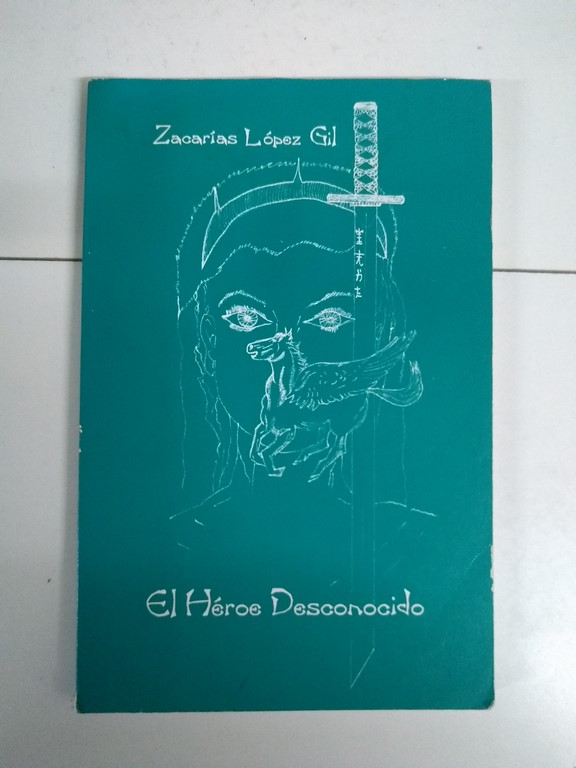 Zacarías López Gil
El Héroe Desconocido